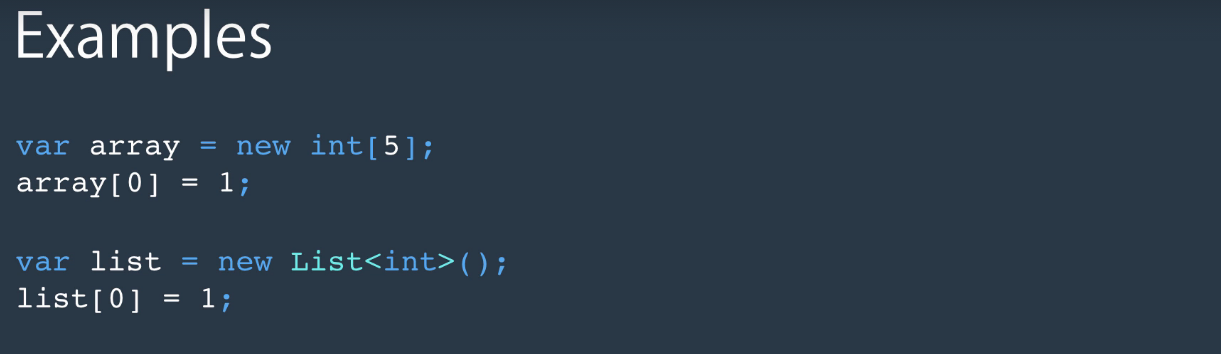 Examples
var array = new int[5];
array[0] = 1;
var list = new List<int>();
list[0] = 1;